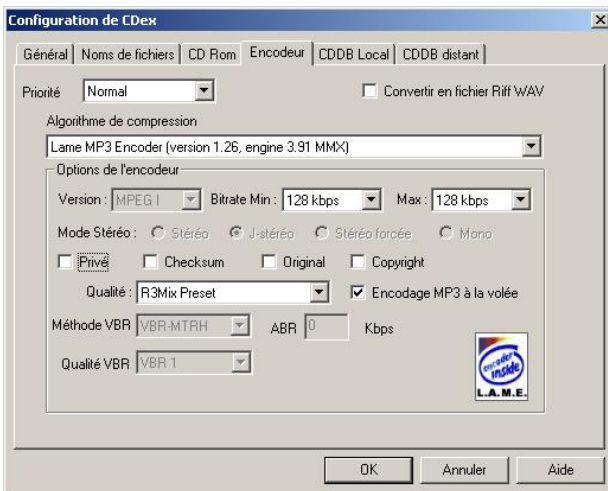 Configuration de CDex
Général Noms de fichiers CD Rom Encodeur CDDB Local CDDB distant
Priorité Normal Convertir en fichier Riff WAV
Algorithme de compression
Lame MP3 Encoder (version 1.26, engine 3.91 MMX)
Options de l'encodeur
Version : MPEG I Bitrate Min : 128 kbps Max : 128 kbps
Mode Stéréo : Stéréo J-stéréo Stéréo forcée Mono
Privé Checksum Original Copyright
Qualité : R3Mix Preset Encodage MP3 à la volée
Méthode VBR VBR-MTRH ABR 0 Kbps
Qualité VBR VBR 1
encoder inside
L.A.M.E.
OK Annuler Aide